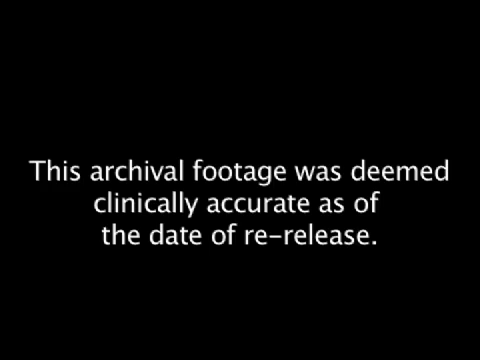 This archival footage was deemed
clinically accurate as of
the date of re-release.